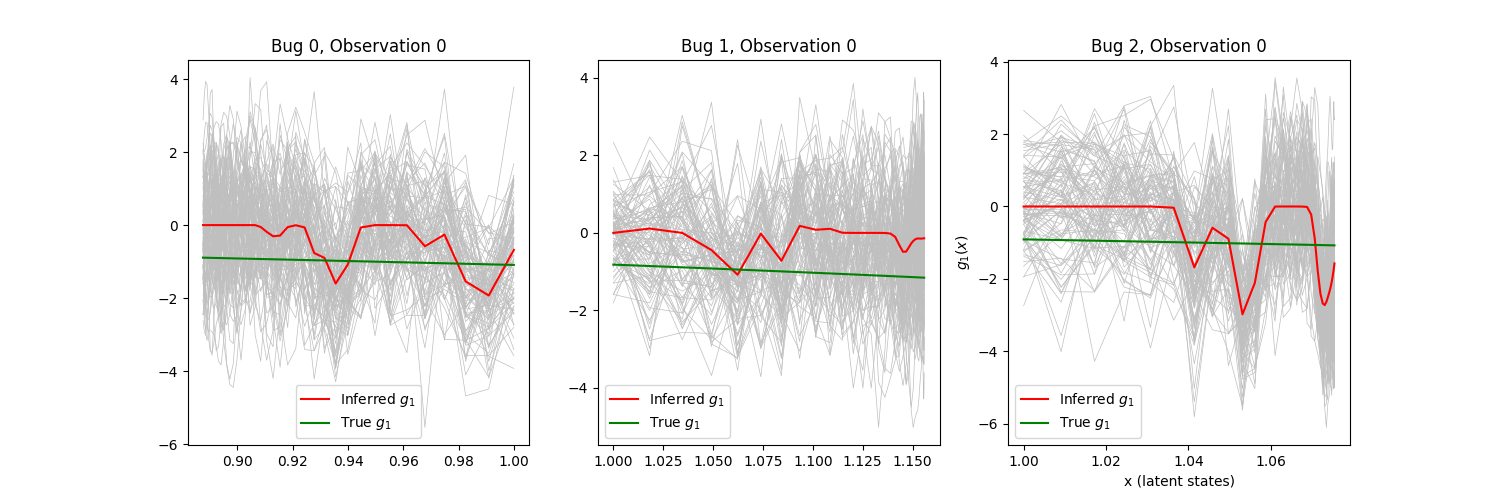 Bug 0, Observation 0
4
2
0
−2
−4
−6
0.90 0.92 0.94 0.96 0.98 1.00
Inferred g₁
True g₁
Bug 1, Observation 0
4
2
0
−2
−4
1.000 1.025 1.050 1.075 1.100 1.125 1.150
Inferred g₁
True g₁
Bug 2, Observation 0
g₁(x)
4
2
0
−2
−4
−6
1.00 1.02 1.04 1.06
x (latent states)
Inferred g₁
True g₁